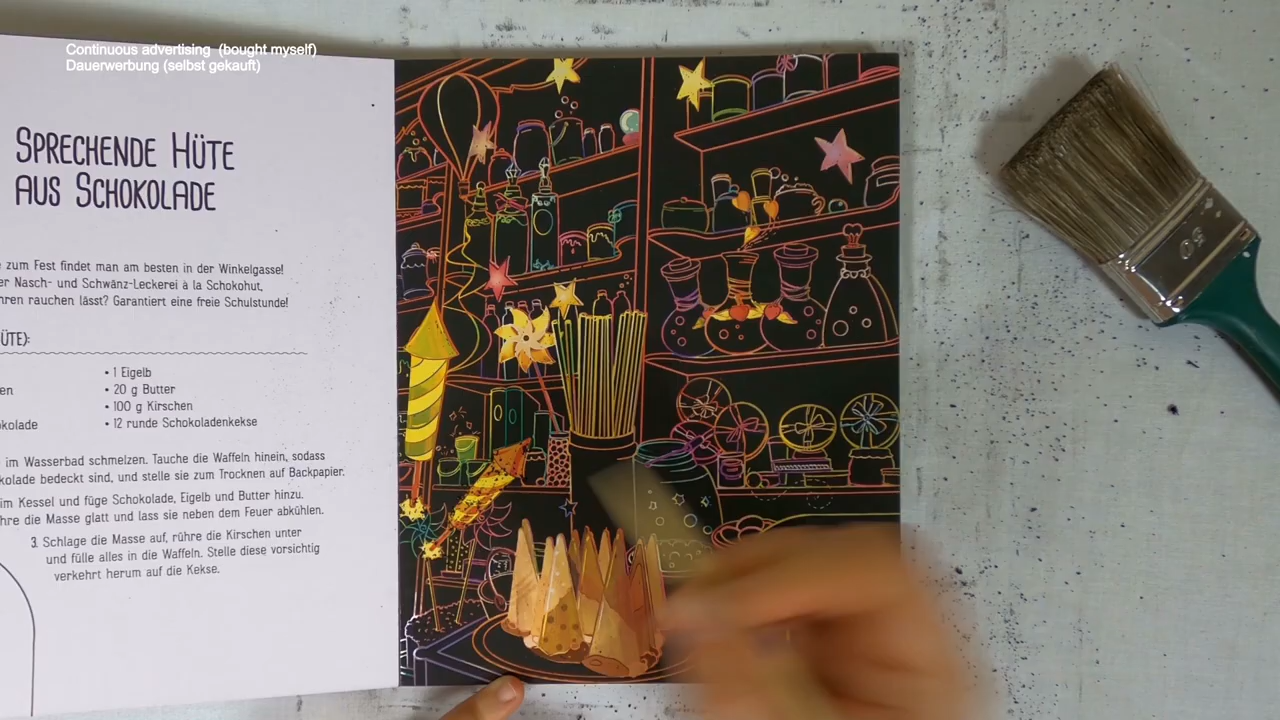 Continuous advertising (bought myself)
Dauerwerbung (selbst gekauft)
SPRECHENDE HÜTE
AUS SCHOKOLADE
zum Fest findet man am besten in der Winkelgasse!
er Nasch- und Schwänz-Leckerei à la Schokohut,
hren rauchen lässt? Garantiert eine freie Schulstunde!
ÜTE):
• 1 Eigelb
en • 20 g Butter
• 100 g Kirschen
okolade • 12 runde Schokoladenkekse
im Wasserbad schmelzen. Tauche die Waffeln hinein, sodass
kolade bedeckt sind, und stelle sie zum Trocknen auf Backpapier.
im Kessel und füge Schokolade, Eigelb und Butter hinzu.
hre die Masse glatt und lass sie neben dem Feuer abkühlen.
3. Schlage die Masse auf, rühre die Kirschen unter
und fülle alles in die Waffeln. Stelle diese vorsichtig
verkehrt herum auf die Kekse.
50